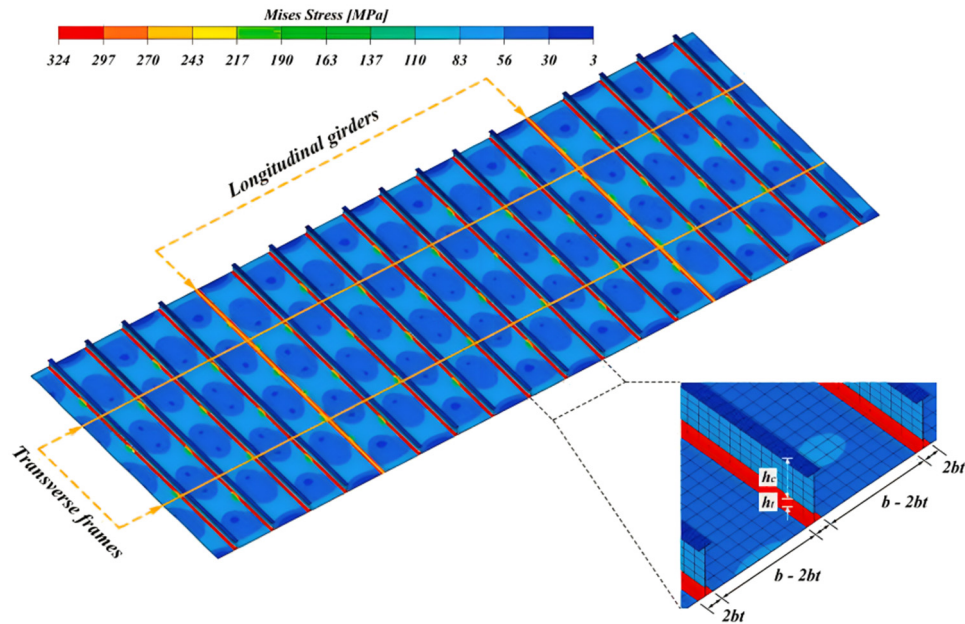 Mises Stress [MPa]
324 297 270 243 217 190 163 137 110 83 56 30 3
Longitudinal girders
Transverse frames
hc
ht
2bt
b - 2bt
b - 2bt
2bt